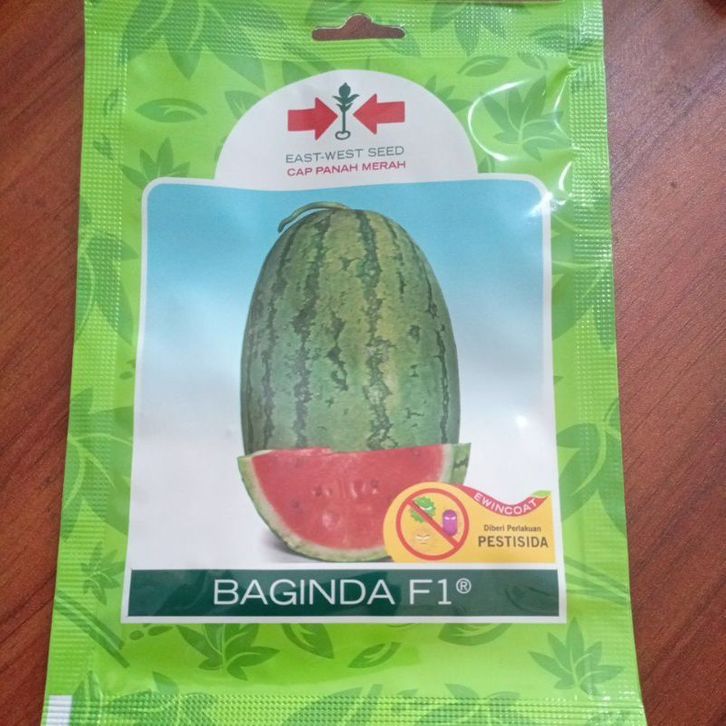 EAST-WEST SEED
CAP PANAH MERAH
EWINCOAT
Diberi Perlakuan
PESTISIDA
BAGINDA F1®